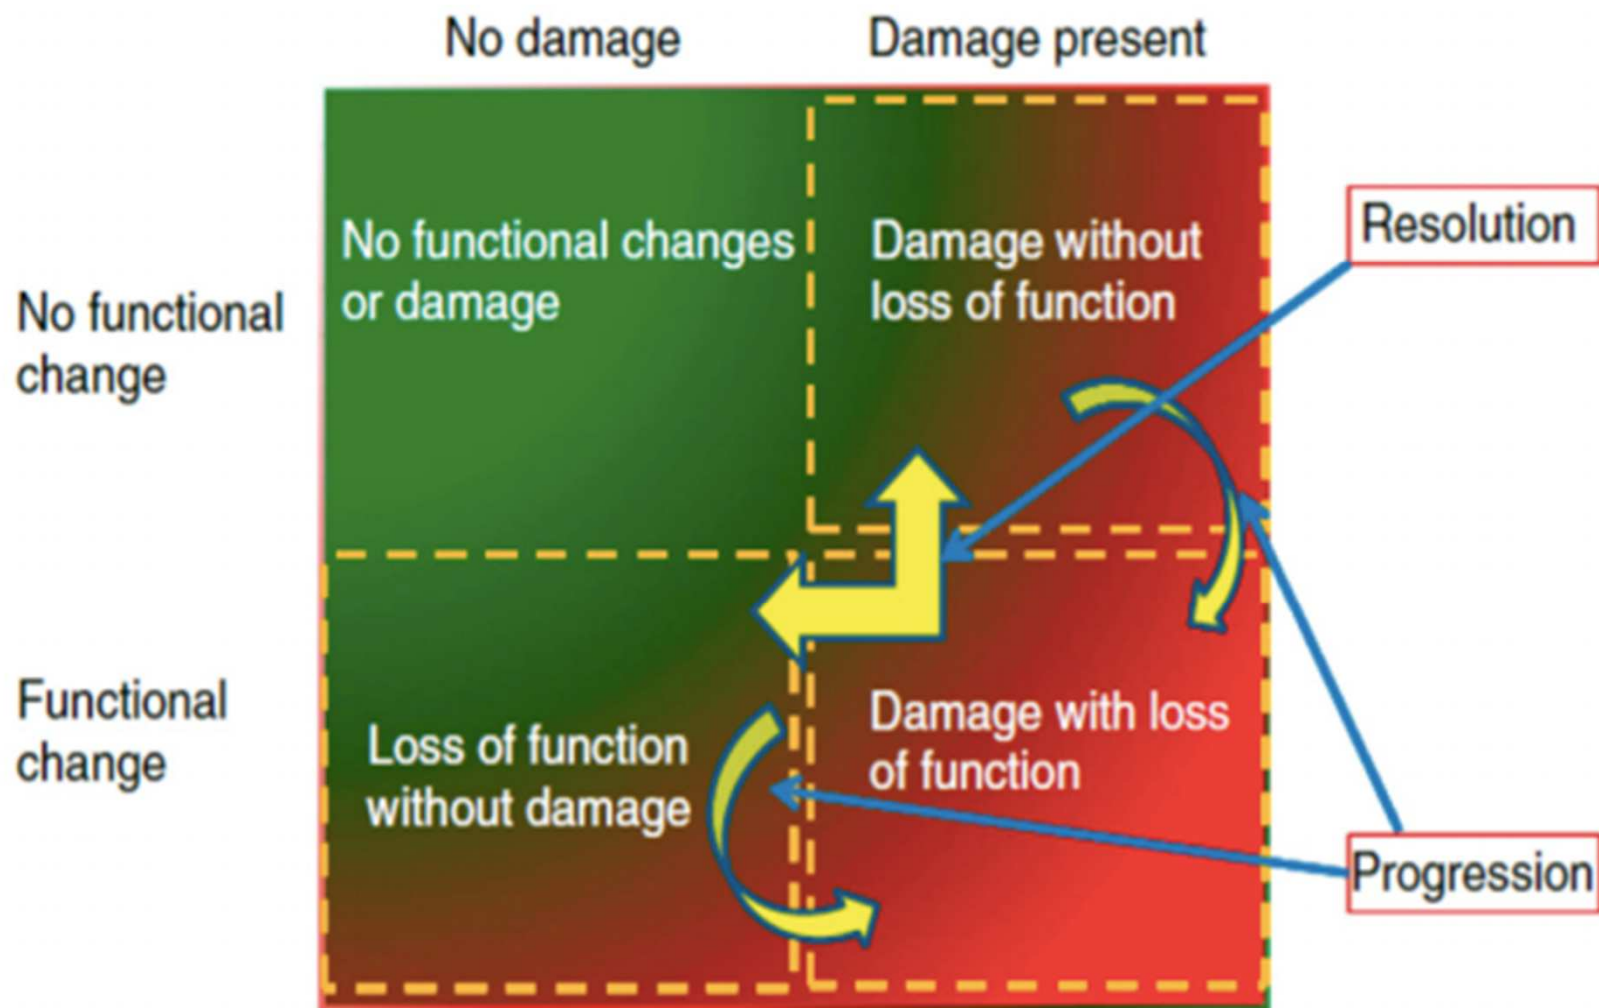 No damage
Damage present
No functional changes
or damage
Damage without
loss of function
Resolution
No functional
change
Functional
change
Loss of function
without damage
Damage with loss
of function
Progression